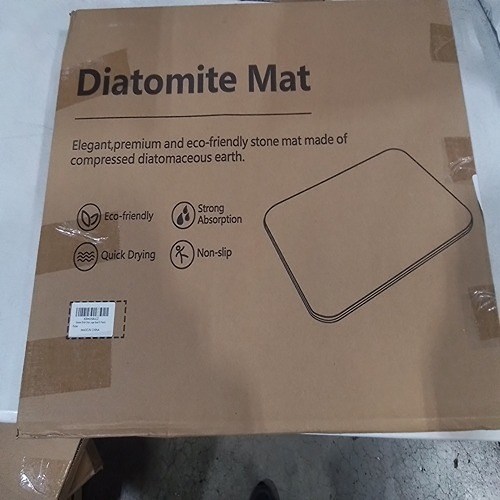 Diatomite Mat
Elegant,premium and eco-friendly stone mat made of
compressed diatomaceous earth.
Eco-friendly
Strong
Absorption
Quick Drying
Non-slip